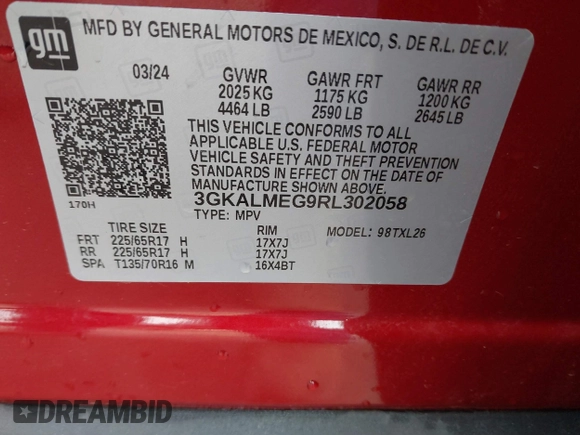 gm
MFD BY GENERAL MOTORS DE MEXICO, S. DE R.L. DE C.V.
03/24 GVWR GAWR FRT GAWR RR
2025 KG 1175 KG 1200 KG
4464 LB 2590 LB 2645 LB
THIS VEHICLE CONFORMS TO ALL
APPLICABLE U.S. FEDERAL MOTOR
VEHICLE SAFETY AND THEFT PREVENTION
STANDARDS IN EFFECT ON THE DATE OF
MANUFACTURE SHOWN ABOVE.
170H 3GKALMEG9RL302058
TYPE: MPV
TIRE SIZE RIM MODEL: 98TXL26
FRT 225/65R17 H 17X7J
RR 225/65R17 H 17X7J
SPA T135/70R16 M 16X4BT
DREAMBID